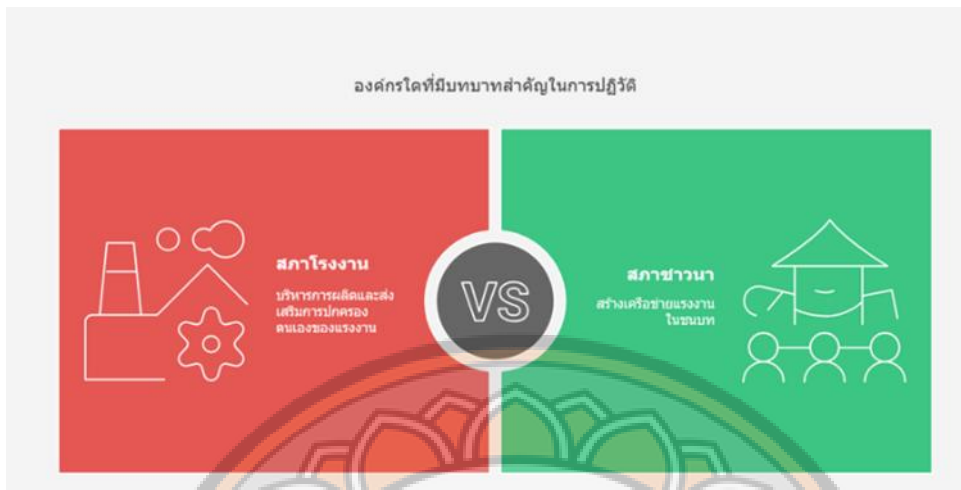 องค์กรใดที่มีบทบาทสำคัญในการปฏิวัติ
สภาโรงงาน
บริหารการผลิตและส่ง
เสริมการปกครอง
ตนเองของแรงงาน
VS
สภาชาวนา
สร้างเครือข่ายแรงงาน
ในชนบท